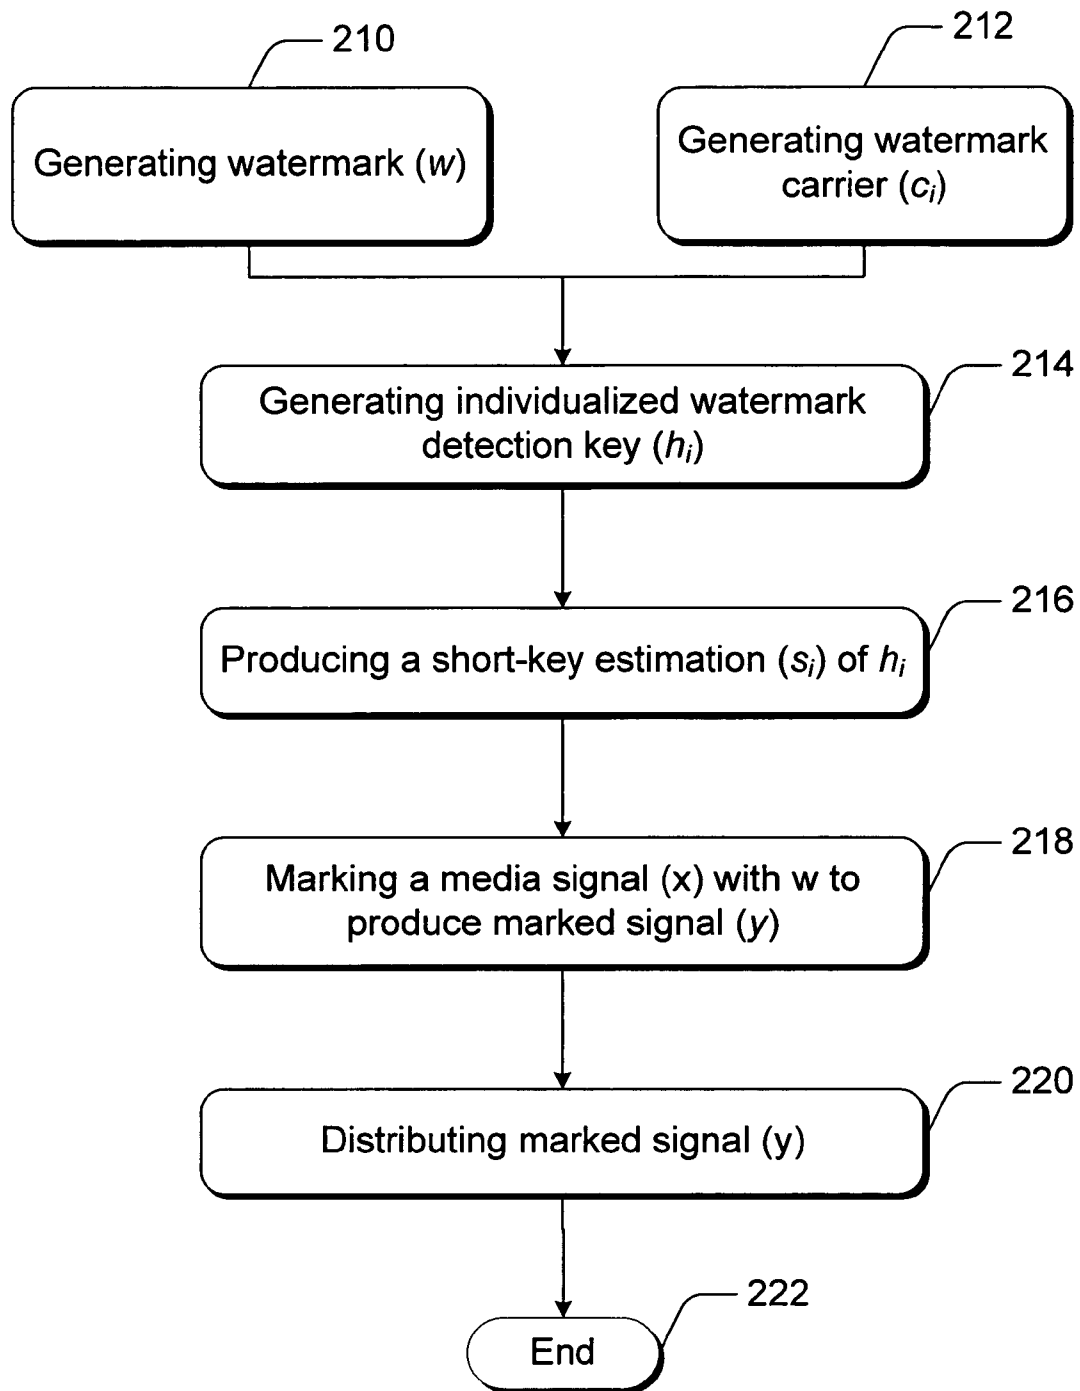 210
212
Generating watermark (w)
Generating watermark
carrier (cᵢ)
214
Generating individualized watermark
detection key (hᵢ)
216
Producing a short-key estimation (sᵢ) of hᵢ
218
Marking a media signal (x) with w to
produce marked signal (y)
220
Distributing marked signal (y)
222
End